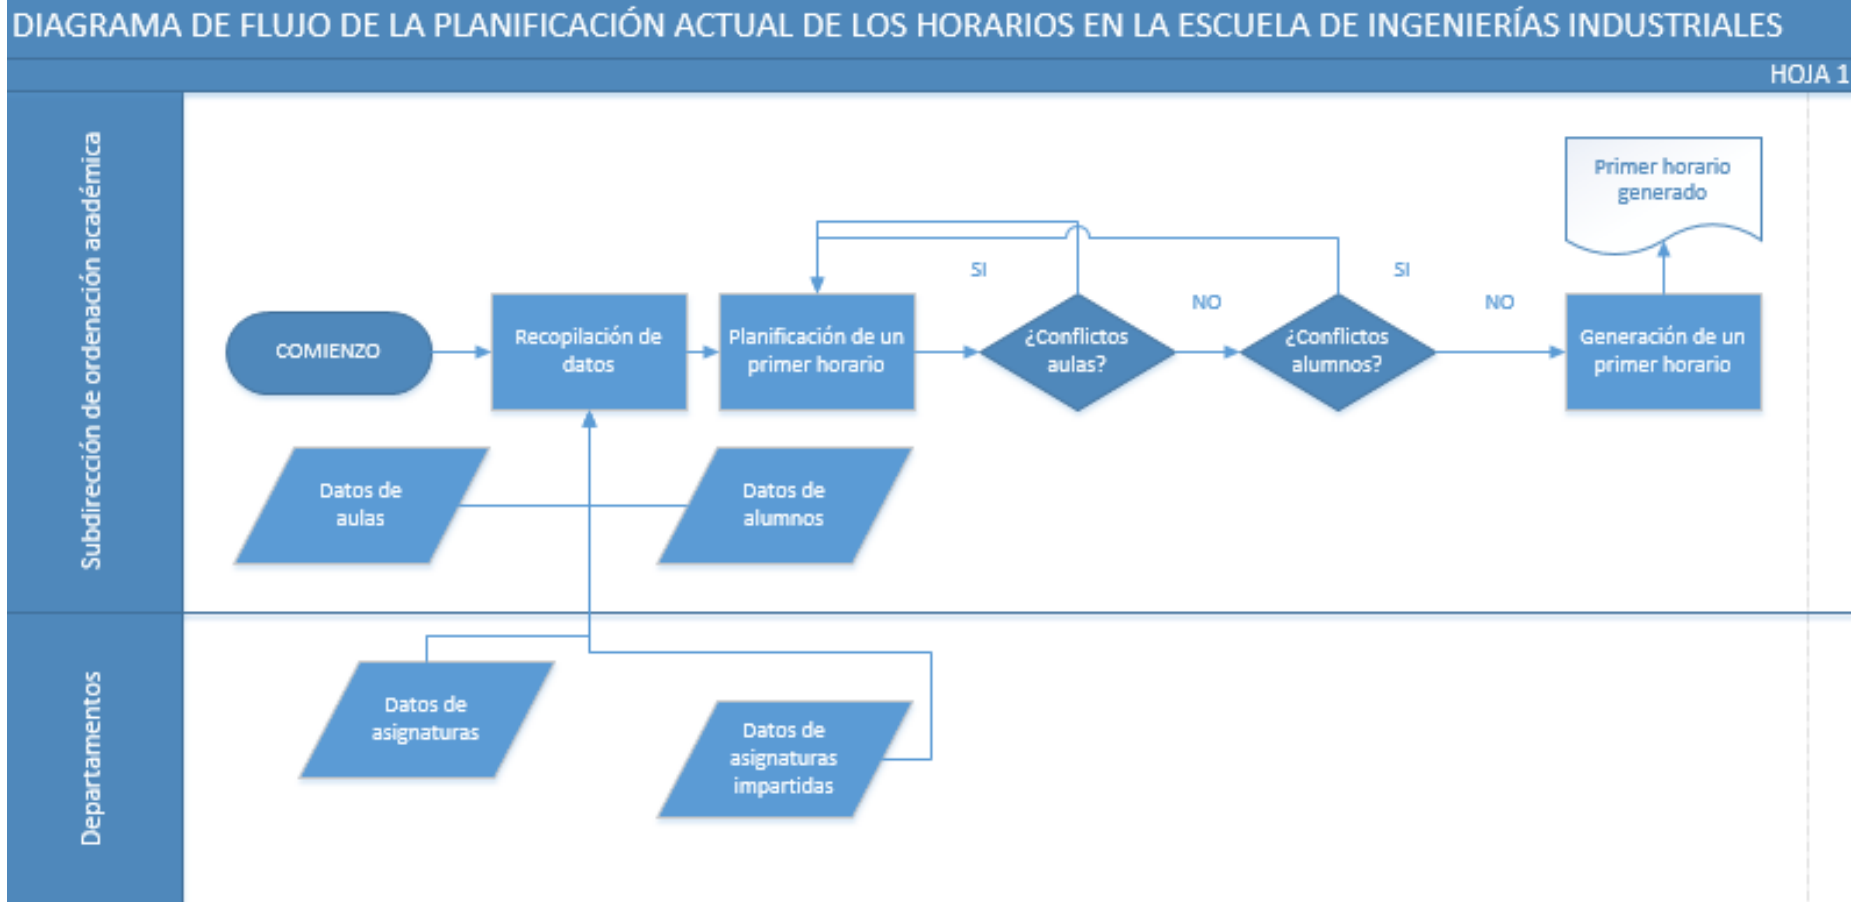 DIAGRAMA DE FLUJO DE LA PLANIFICACIÓN ACTUAL DE LOS HORARIOS EN LA ESCUELA DE INGENIERÍAS INDUSTRIALES
HOJA 1
Subdirección de ordenación académica
Primer horario
generado
SI
SI
NO
NO
COMIENZO
Recopilación de
datos
Planificación de un
primer horario
¿Conflictos
aulas?
¿Conflictos
alumnos?
Generación de un
primer horario
Datos de
aulas
Datos de
alumnos
Departamentos
Datos de
asignaturas
Datos de
asignaturas
impartidas